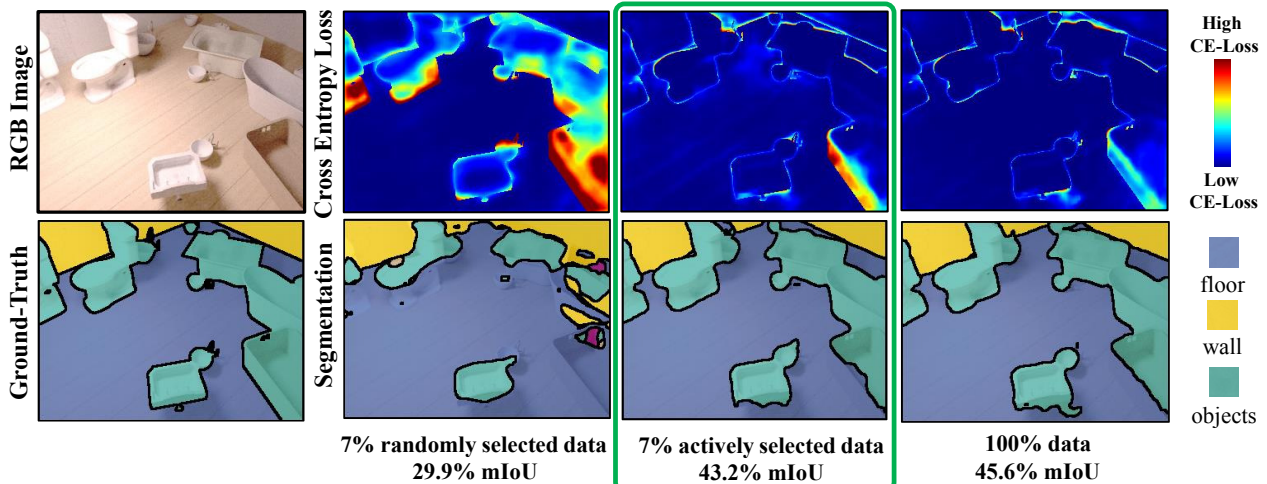 RGB Image
Cross Entropy Loss
High
CE-Loss
Low
CE-Loss
Ground-Truth
Segmentation
floor
wall
objects
7% randomly selected data
29.9% mIoU
7% actively selected data
43.2% mIoU
100% data
45.6% mIoU